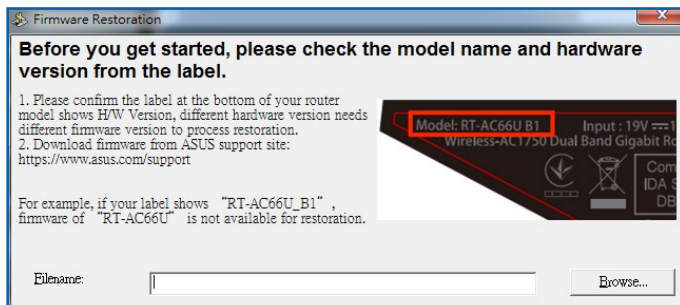 Firmware Restoration
Before you get started, please check the model name and hardware
version from the label.
1. Please confirm the label at the bottom of your router
model shows H/W Version, different hardware version needs
different firmware version to process restoration.
2. Download firmware from ASUS support site:
https://www.asus.com/support
For example, if your label shows “RT-AC66U_B1” ,
firmware of “RT-AC66U” is not available for restoration.
Model: RT-AC66U B1 Input : 19V
Wireless-AC1750 Dual Band Gigabit Ro
Com
IDA S
DB
Filename:
Browse...